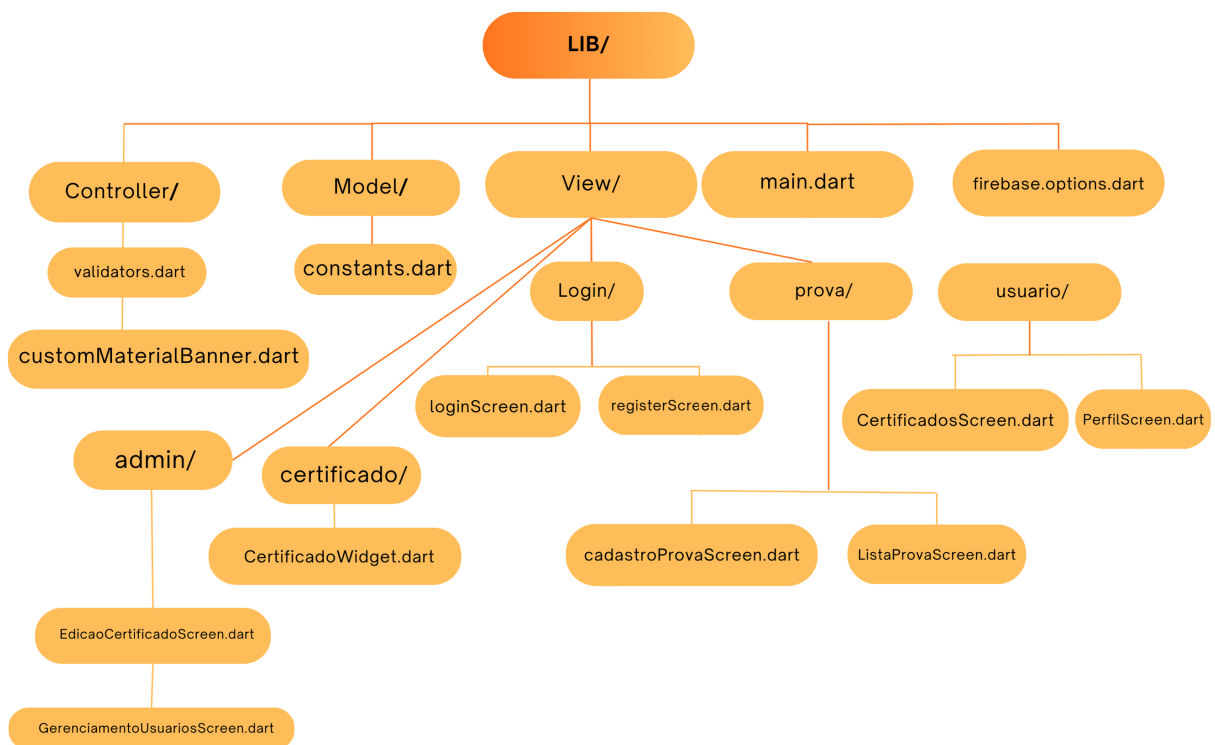 LIB/
Controller/
Model/
View/
main.dart
firebase.options.dart
validators.dart
constants.dart
Login/
prova/
usuario/
customMaterialBanner.dart
loginScreen.dart
registerScreen.dart
CertificadosScreen.dart
PerfilScreen.dart
admin/
certificado/
CertificadoWidget.dart
cadastroProvaScreen.dart
ListaProvaScreen.dart
EdicaoCertificadoScreen.dart
GerenciamentoUsuariosScreen.dart